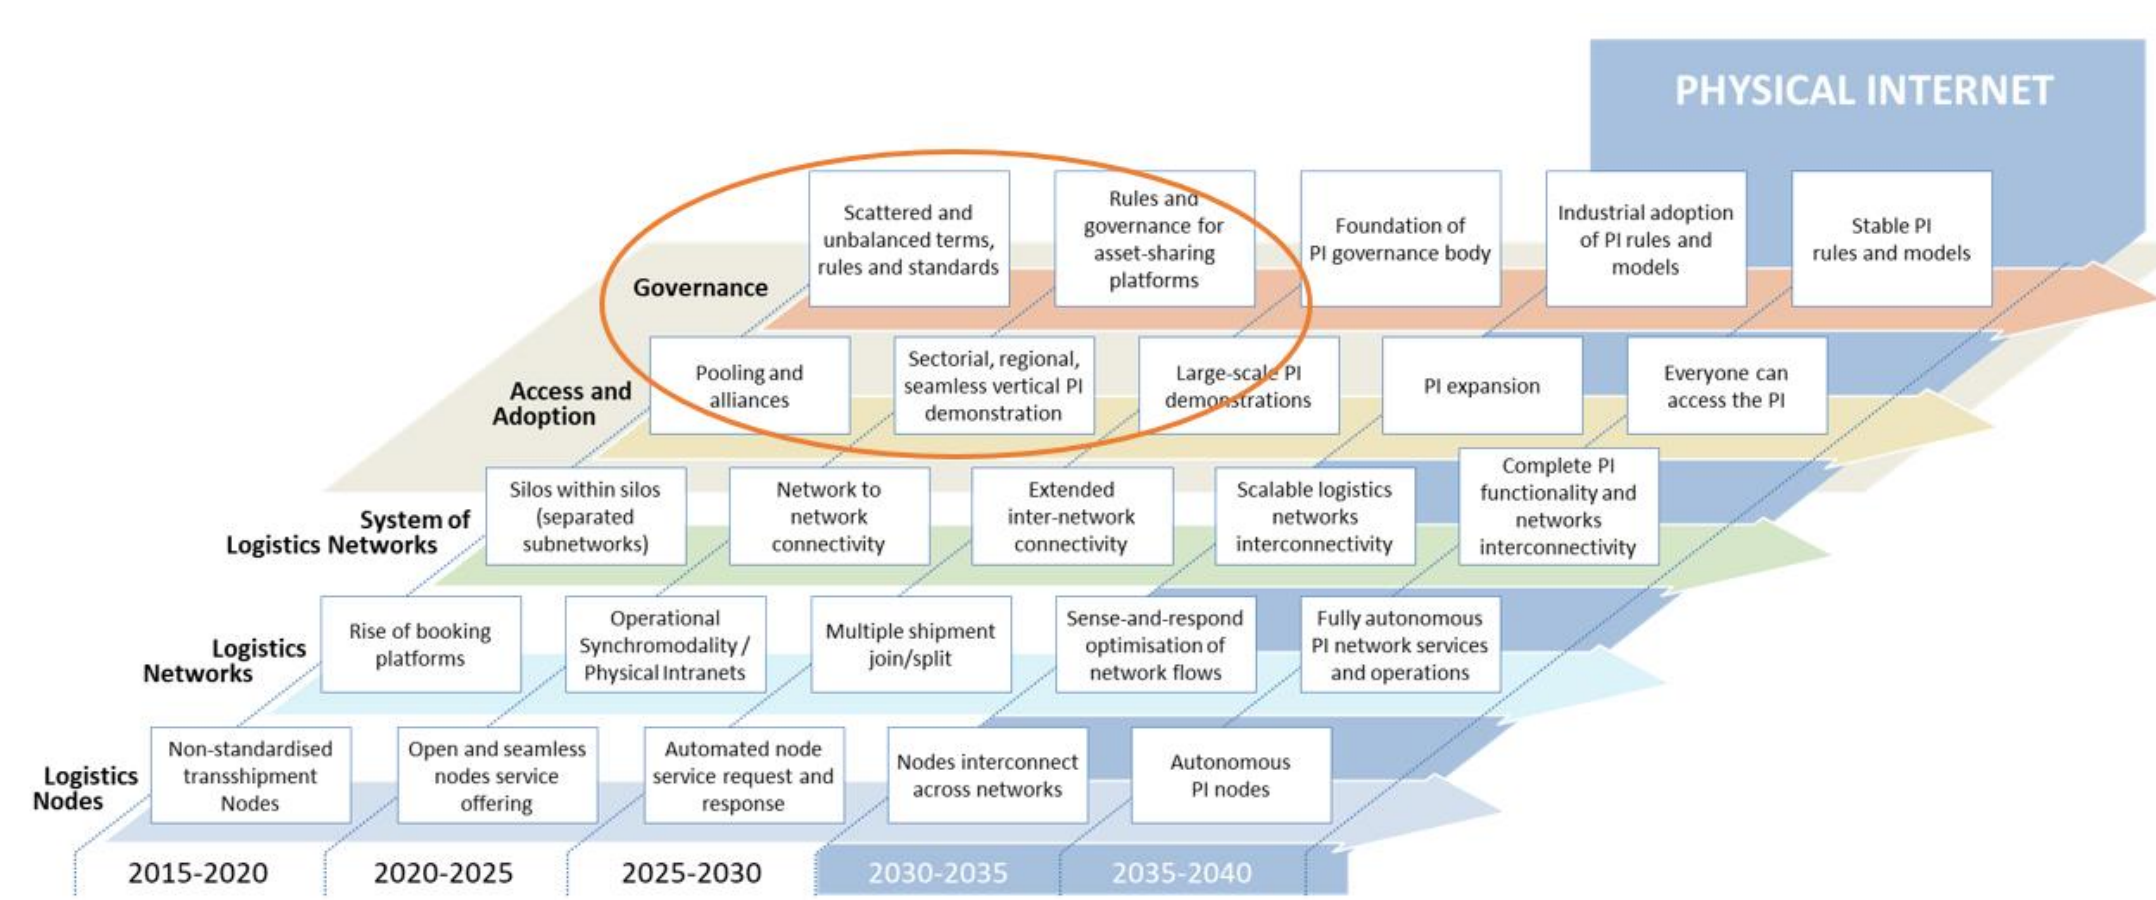 PHYSICAL INTERNET
Governance
Scattered and
unbalanced terms,
rules and standards
Rules and
governance for
asset-sharing
platforms
Foundation of
PI governance body
Industrial adoption
of PI rules and
models
Stable PI
rules and models
Access and
Adoption
Pooling and
alliances
Sectorial, regional,
seamless vertical PI
demonstration
Large-scale PI
demonstrations
PI expansion
Everyone can
access the PI
System of
Logistics Networks
Silos within silos
(separated
subnetworks)
Network to
network
connectivity
Extended
inter-network
connectivity
Scalable logistics
networks
interconnectivity
Complete PI
functionality and
networks
interconnectivity
Logistics
Networks
Rise of booking
platforms
Operational
Synchromodality /
Physical Intranets
Multiple shipment
join/split
Sense-and-respond
optimisation of
network flows
Fully autonomous
PI network services
and operations
Logistics
Nodes
Non-standardised
transshipment
Nodes
Open and seamless
nodes service
offering
Automated node
service request and
response
Nodes interconnect
across networks
Autonomous
PI nodes
2015-2020
2020-2025
2025-2030
2030-2035
2035-2040